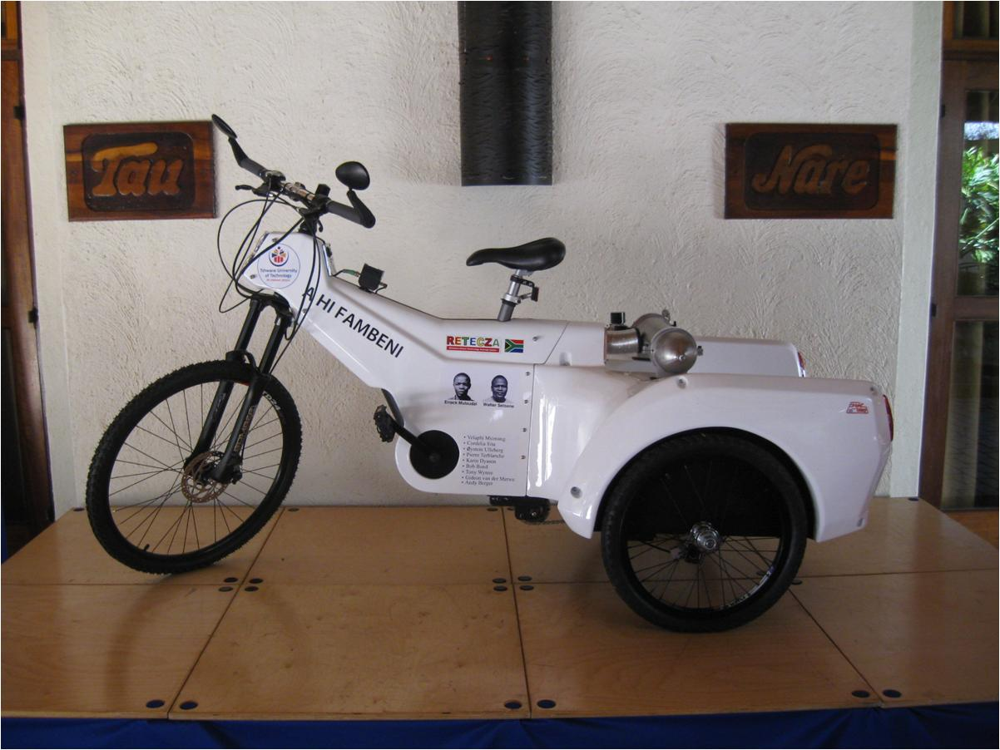 Tau
Nare
Tshwane University
of Technology
A HI FAMBENI
RETECZA
Errack Mulaudzi
Walter Setsene
• Velaphi Msimang
• Cordelia Sita
• Øystein Ulleberg
• Pierre Terblanche
• Karin Dyason
• Bob Bond
• Tony Wynne
• Gideon van der Merwe
• Andy Berger